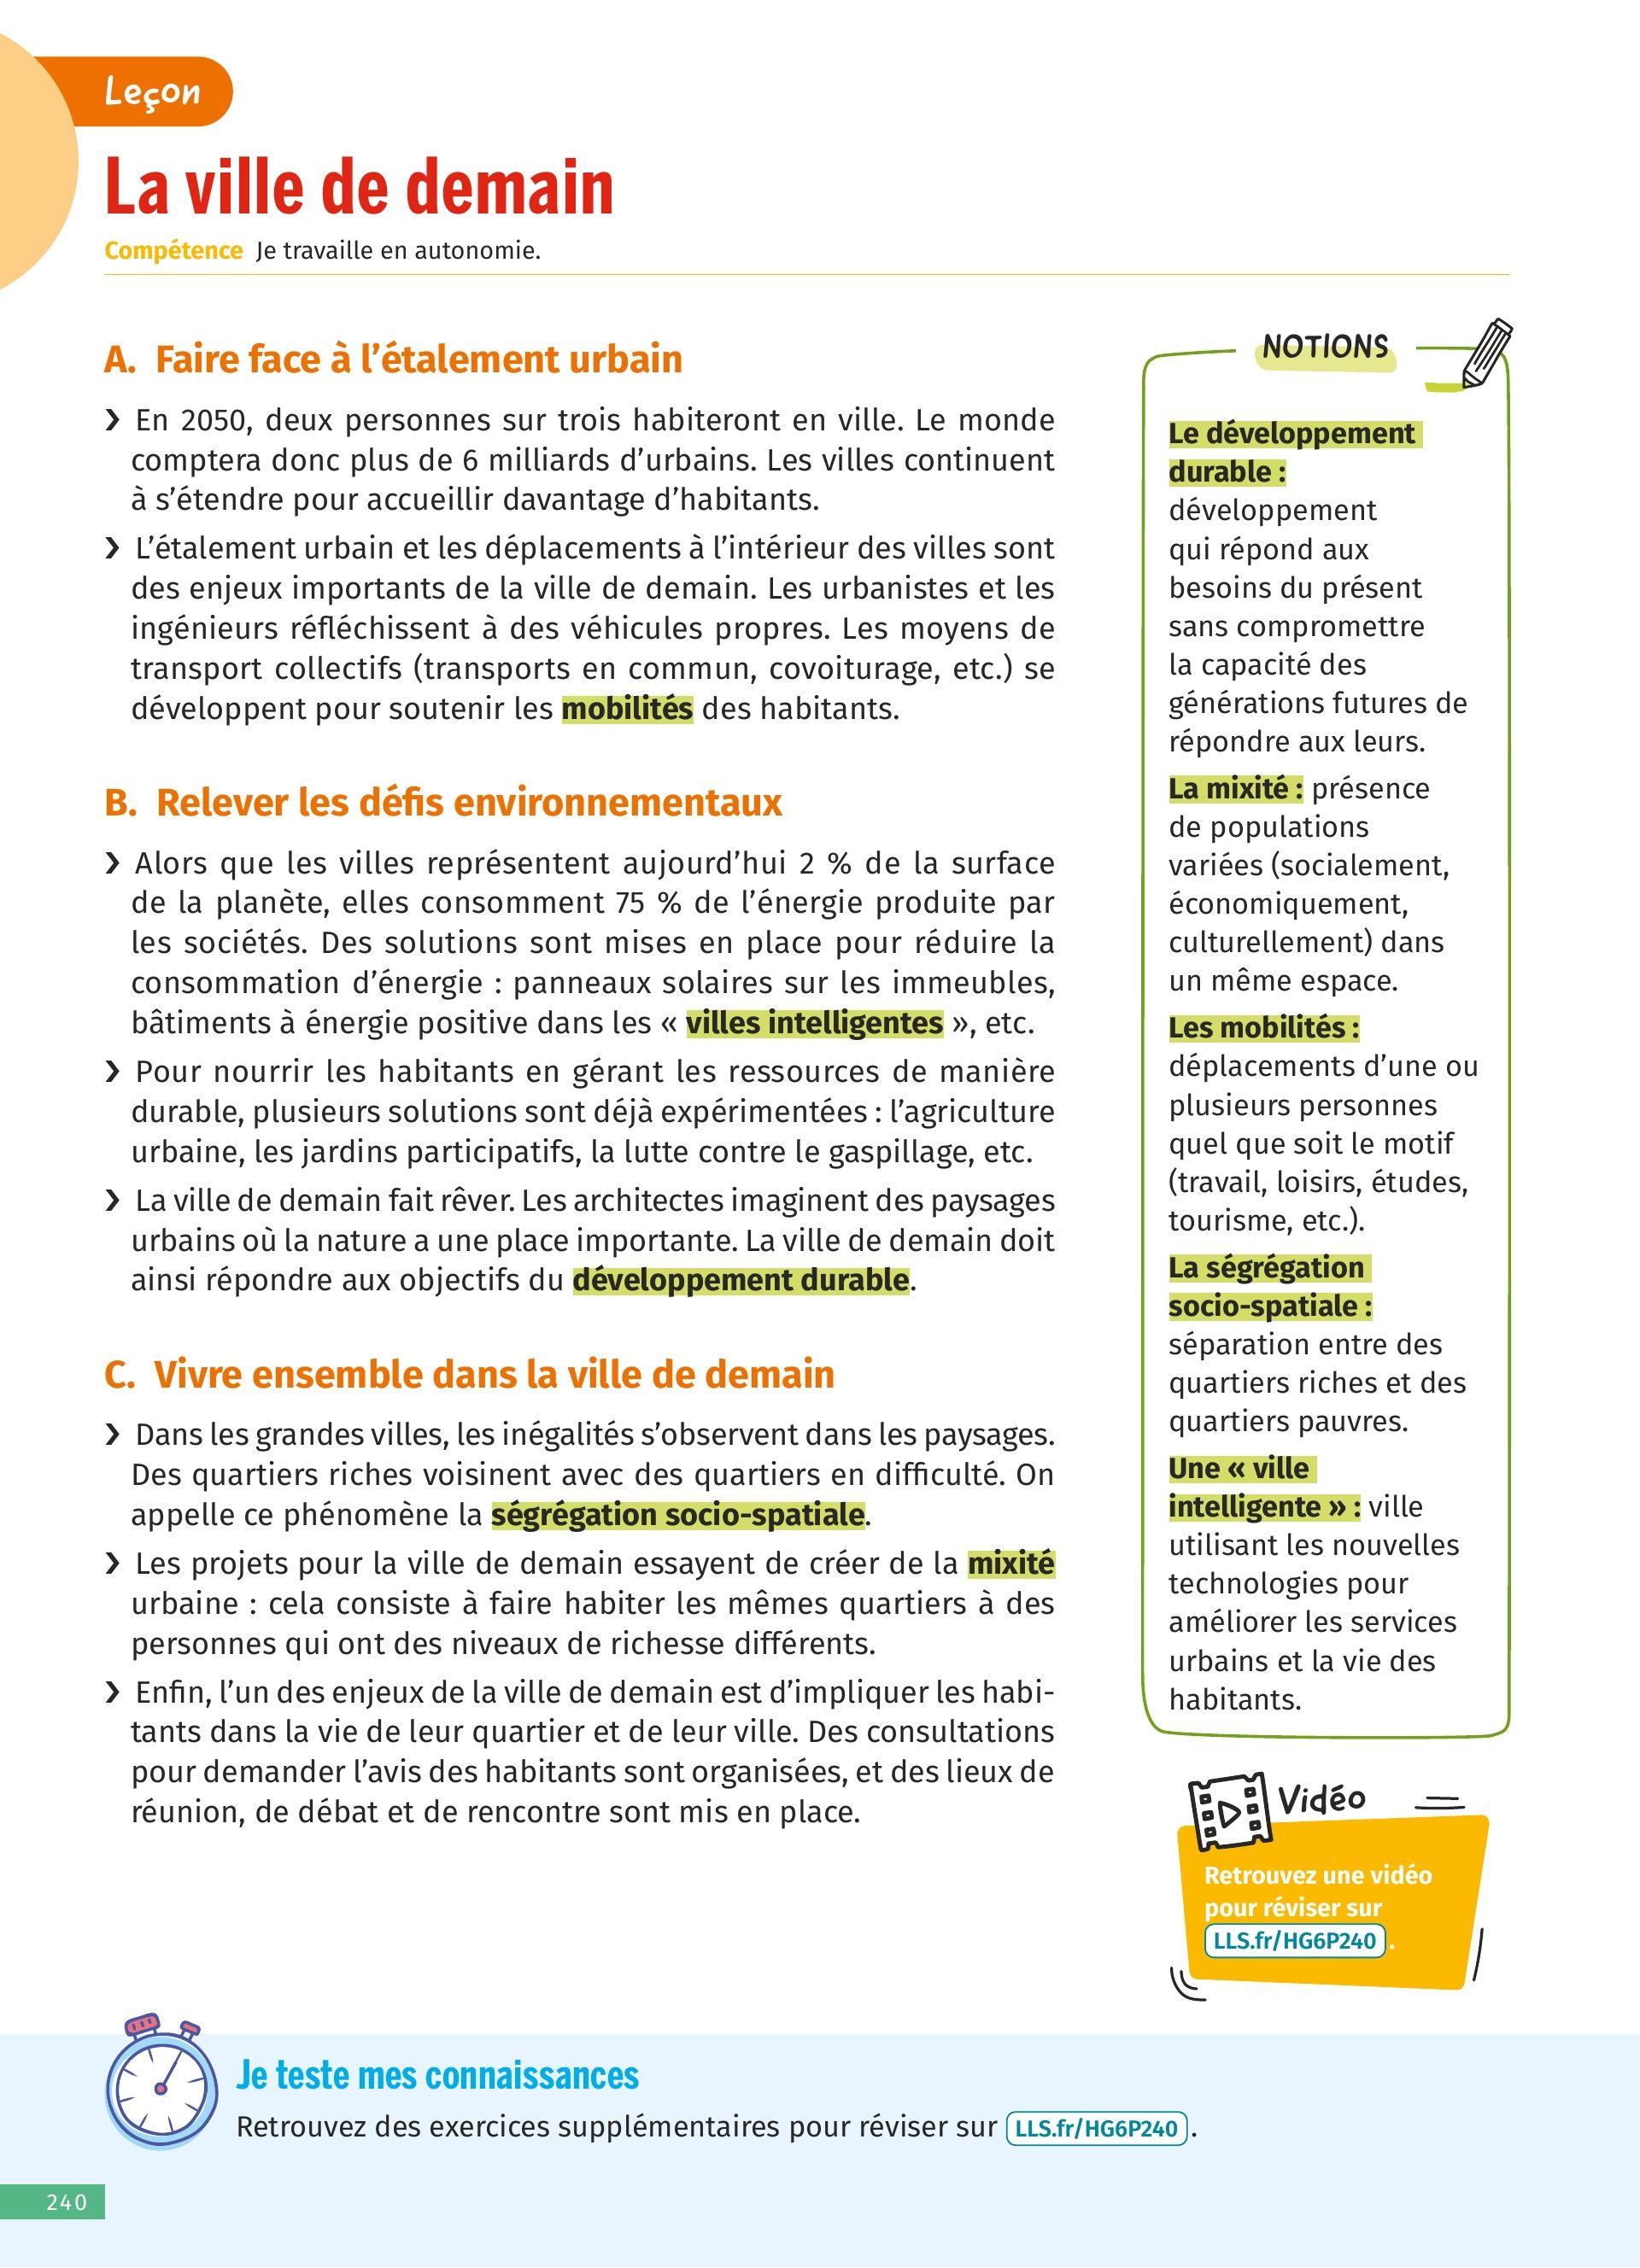 Leçon
La ville de demain
Compétence Je travaille en autonomie.
A. Faire face à l’étalement urbain
❯ En 2050, deux personnes sur trois habiteront en ville. Le monde
comptera donc plus de 6 milliards d’urbains. Les villes continuent
à s’étendre pour accueillir davantage d’habitants.
❯ L’étalement urbain et les déplacements à l’intérieur des villes sont
des enjeux importants de la ville de demain. Les urbanistes et les
ingénieurs réfléchissent à des véhicules propres. Les moyens de
transport collectifs (transports en commun, covoiturage, etc.) se
développent pour soutenir les mobilités des habitants.
B. Relever les défis environnementaux
❯ Alors que les villes représentent aujourd’hui 2 % de la surface
de la planète, elles consomment 75 % de l’énergie produite par
les sociétés. Des solutions sont mises en place pour réduire la
consommation d’énergie : panneaux solaires sur les immeubles,
bâtiments à énergie positive dans les « villes intelligentes », etc.
❯ Pour nourrir les habitants en gérant les ressources de manière
durable, plusieurs solutions sont déjà expérimentées : l’agriculture
urbaine, les jardins participatifs, la lutte contre le gaspillage, etc.
❯ La ville de demain fait rêver. Les architectes imaginent des paysages
urbains où la nature a une place importante. La ville de demain doit
ainsi répondre aux objectifs du développement durable.
C. Vivre ensemble dans la ville de demain
❯ Dans les grandes villes, les inégalités s’observent dans les paysages.
Des quartiers riches voisinent avec des quartiers en difficulté. On
appelle ce phénomène la ségrégation socio-spatiale.
❯ Les projets pour la ville de demain essayent de créer de la mixité
urbaine : cela consiste à faire habiter les mêmes quartiers à des
personnes qui ont des niveaux de richesse différents.
❯ Enfin, l’un des enjeux de la ville de demain est d’impliquer les habi-
tants dans la vie de leur quartier et de leur ville. Des consultations
pour demander l’avis des habitants sont organisées, et des lieux de
réunion, de débat et de rencontre sont mis en place.
NOTIONS
Le développement
durable :
développement
qui répond aux
besoins du présent
sans compromettre
la capacité des
générations futures de
répondre aux leurs.
La mixité : présence
de populations
variées (socialement,
économiquement,
culturellement) dans
un même espace.
Les mobilités :
déplacements d’une ou
plusieurs personnes
quel que soit le motif
(travail, loisirs, études,
tourisme, etc.).
La ségrégation
socio-spatiale :
séparation entre des
quartiers riches et des
quartiers pauvres.
Une « ville
intelligente » : ville
utilisant les nouvelles
technologies pour
améliorer les services
urbains et la vie des
habitants.
Vidéo
Retrouvez une vidéo
pour réviser sur
LLS.fr/HG6P240 .
Je teste mes connaissances
Retrouvez des exercices supplémentaires pour réviser sur LLS.fr/HG6P240 .
240